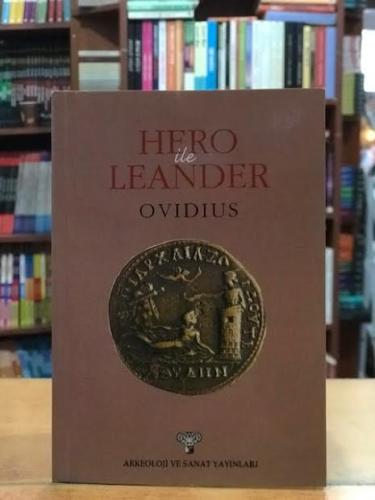 HERO
ile
LEANDER
OVIDIUS
ARKEOLOJİ VE SANAT YAYINLARI